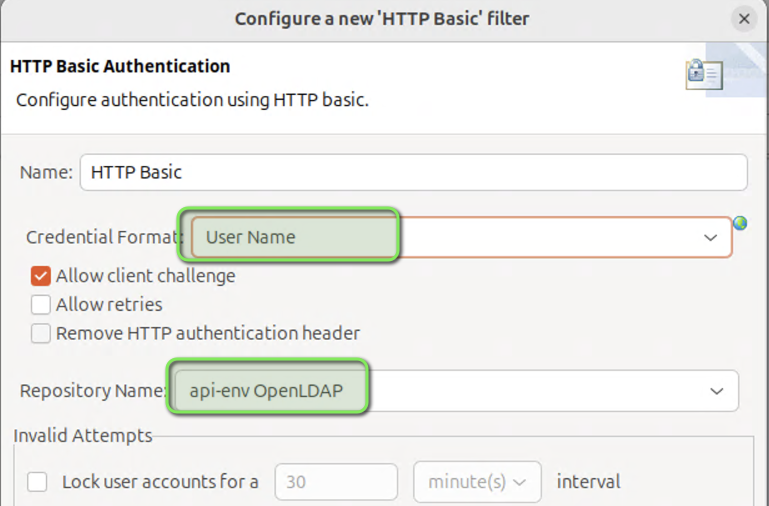 Configure a new 'HTTP Basic' filter
HTTP Basic Authentication
Configure authentication using HTTP basic.
Name: HTTP Basic
Credential Format: User Name
Allow client challenge
Allow retries
Remove HTTP authentication header
Repository Name: api-env OpenLDAP
Invalid Attempts
Lock user accounts for a 30 minute(s) interval